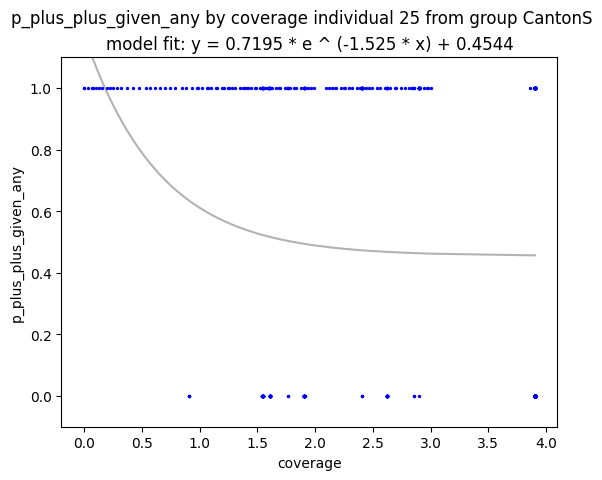 p_plus_plus_given_any by coverage individual 25 from group CantonS
model fit: y = 0.7195 * e ^ (-1.525 * x) + 0.4544
1.0
0.8
0.6
0.4
0.2
0.0
p_plus_plus_given_any
0.0 0.5 1.0 1.5 2.0 2.5 3.0 3.5 4.0
coverage